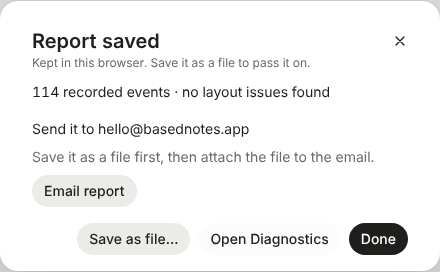 Report saved
Kept in this browser. Save it as a file to pass it on.
114 recorded events · no layout issues found
Send it to hello@basednotes.app
Save it as a file first, then attach the file to the email.
Email report
Save as file... Open Diagnostics Done